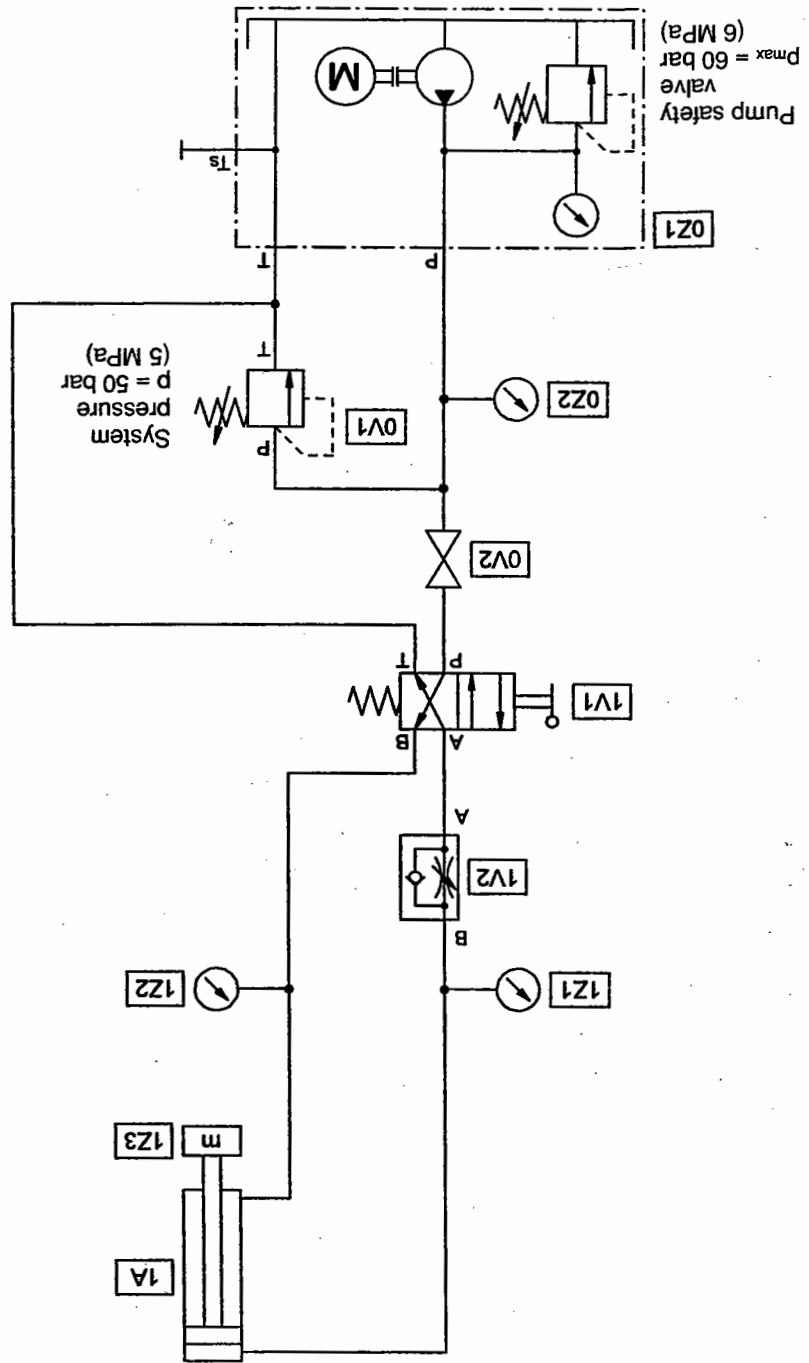 1A
m
1Z3
1Z1
1Z2
B
1V2
A
A
B
1V1
P
T
0V2
P
0V1
System
pressure
p = 50 bar
(5 MPa)
0Z2
T
P
T
0Z1
Ts
Pump safety
valve
pmax = 60 bar
(6 MPa)
M